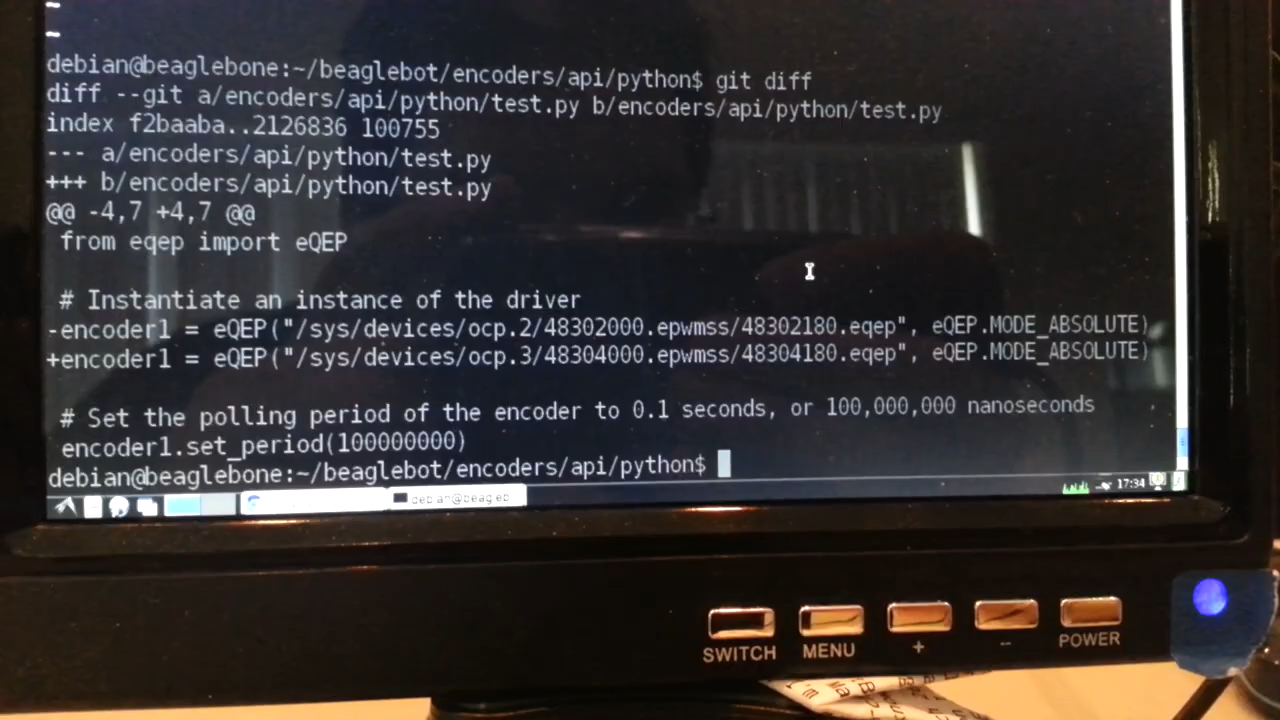 debian@beaglebone:~/beaglebot/encoders/api/python$ git diff
diff --git a/encoders/api/python/test.py b/encoders/api/python/test.py
index f2baaba..2126836 100755
--- a/encoders/api/python/test.py
+++ b/encoders/api/python/test.py
@@ -4,7 +4,7 @@
 from eqep import eQEP

 # Instantiate an instance of the driver
-encoder1 = eQEP("/sys/devices/ocp.2/48302000.epwmss/48302180.eqep", eQEP.MODE_ABSOLUTE)
+encoder1 = eQEP("/sys/devices/ocp.3/48304000.epwmss/48304180.eqep", eQEP.MODE_ABSOLUTE)

 # Set the polling period of the encoder to 0.1 seconds, or 100,000,000 nanoseconds
 encoder1.set_period(100000000)
debian@beaglebone:~/beaglebot/encoders/api/python$
debian@beagleb
17:34
SWITCH MENU + - POWER